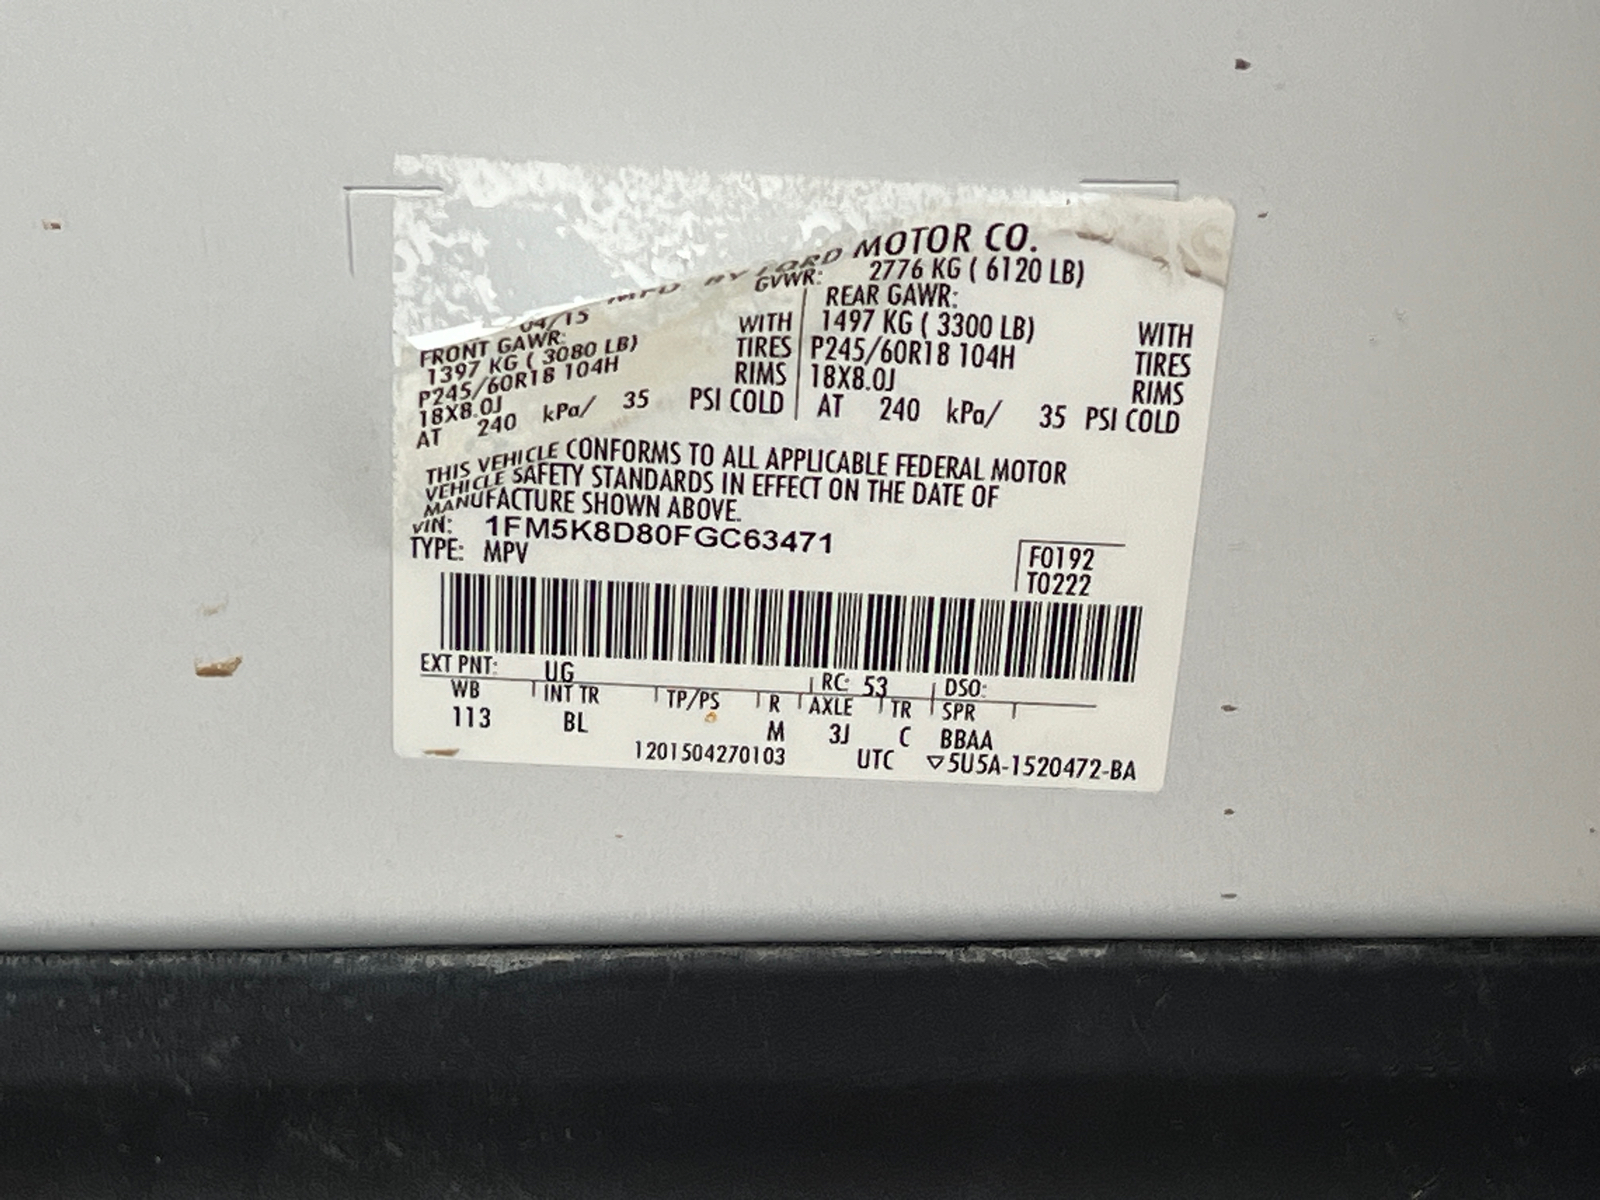 MFD BY FORD MOTOR CO.
04/15 GVWR: 2776 KG ( 6120 LB)
FRONT GAWR: REAR GAWR:
1397 KG ( 3080 LB) WITH 1497 KG ( 3300 LB) WITH
P245/60R18 104H TIRES P245/60R18 104H TIRES
18X8.0J RIMS 18X8.0J RIMS
AT 240 kPa/ 35 PSI COLD AT 240 kPa/ 35 PSI COLD
THIS VEHICLE CONFORMS TO ALL APPLICABLE FEDERAL MOTOR
VEHICLE SAFETY STANDARDS IN EFFECT ON THE DATE OF
MANUFACTURE SHOWN ABOVE.
VIN: 1FM5K8D80FGC63471
TYPE: MPV
F0192
T0222
EXT PNT: UG RC: 53 DSO:
WB INT TR TP/PS R AXLE TR SPR
113 BL M 3J C BBAA
1201504270103 UTC ▽5U5A-1520472-BA